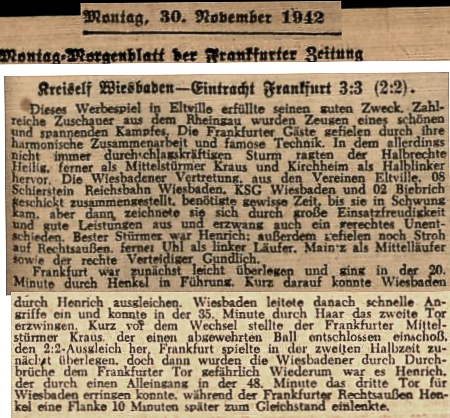 Montag, 30. November 1942
Montag-Morgenblatt der Frankfurter Zeitung
Kreiself Wiesbaden—Eintracht Frankfurt 3:3 (2:2).
Dieses Werbespiel in Eltville erfüllte seinen guten Zweck. Zahl-
reiche Zuschauer aus dem Rheingau wurden Zeugen eines schönen
und spannenden Kampfes. Die Frankfurter Gäste gefielen durch ihre
harmonische Zusammenarbeit und famose Technik. In dem allerdings
nicht immer durchschlagskräftigen Sturm ragten der Halbrechte
Heilig, ferner als Mittelstürmer Kraus und Kirchheim als Halblinker
hervor. Die Wiesbadener Vertretung, aus den Vereinen Eltville, 08
Schierstein Reichsbahn Wiesbaden, KSG Wiesbaden und 02 Biebrich
geschickt zusammengestellt, benötigte gewisse Zeit, bis sie in Schwung
kam, aber dann zeichnete sie sich durch große Einsatzfreudigkeit
und gute Leistungen aus und erzwang auch ein gerechtes Unent-
schieden. Bester Stürmer war Henrich; außerdem gefielen noch Stroh
auf Rechtsaußen, ferner Uhl als linker Läufer, Mainz als Mittelläufer
sowie der rechte Verteidiger Gundlich.
Frankfurt war zunächst leicht überlegen und ging in der 20.
Minute durch Henkel in Führung. Kurz darauf konnte Wiesbaden
durch Henrich ausgleichen. Wiesbaden leitete danach schnelle An-
griffe ein und konnte in der 35. Minute durch Haar das zweite Tor
erzwingen. Kurz vor dem Wechsel stellte der Frankfurter Mittel-
stürmer Kraus, der einen abgewehrten Ball entschlossen einschoß,
den 2:2-Ausgleich her. Frankfurt spielte in der zweiten Halbzeit zu-
nächst überlegen, doch dann wurden die Wiesbadener durch Durch-
brüche dem Frankfurter Tor gefährlich Wiederum war es Henrich,
der durch einen Alleingang in der 48. Minute das dritte Tor für
Wiesbaden erringen konnte, während der Frankfurter Rechtsaußen Hen-
kel eine Flanke 10 Minuten später zum Gleichstand einlenkte.